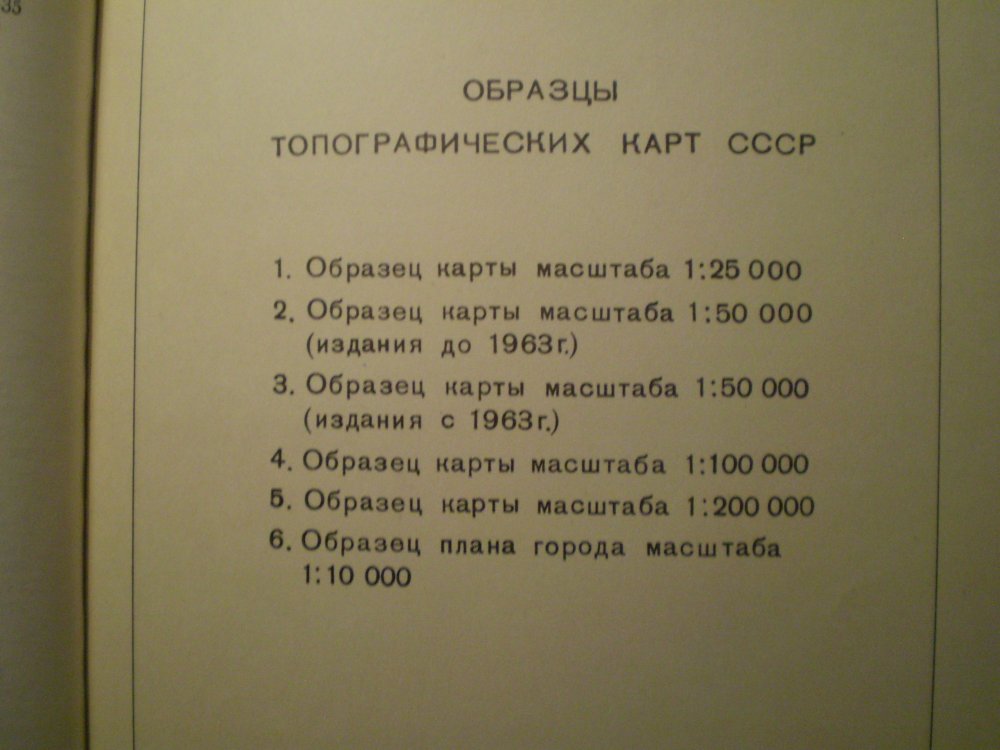 35
ОБРАЗЦЫ
ТОПОГРАФИЧЕСКИХ КАРТ СССР
1. Образец карты масштаба 1:25 000
2. Образец карты масштаба 1:50 000
(издания до 1963г.)
3. Образец карты масштаба 1:50 000
(издания с 1963г.)
4. Образец карты масштаба 1:100 000
5. Образец карты масштаба 1:200 000
6. Образец плана города масштаба
1:10 000